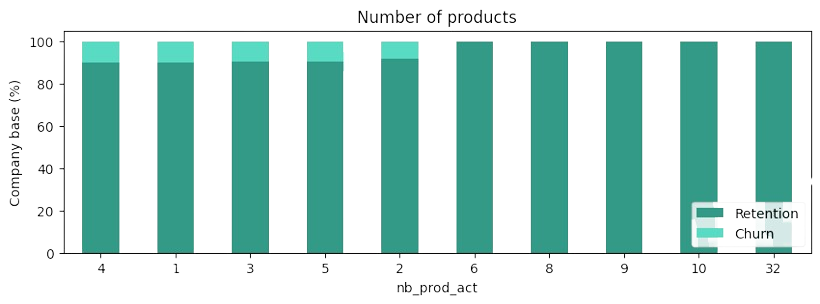 Number of products
Company base (%)
100
80
60
40
20
0
Retention
Churn
4 1 3 5 2 6 8 9 10 32
nb_prod_act